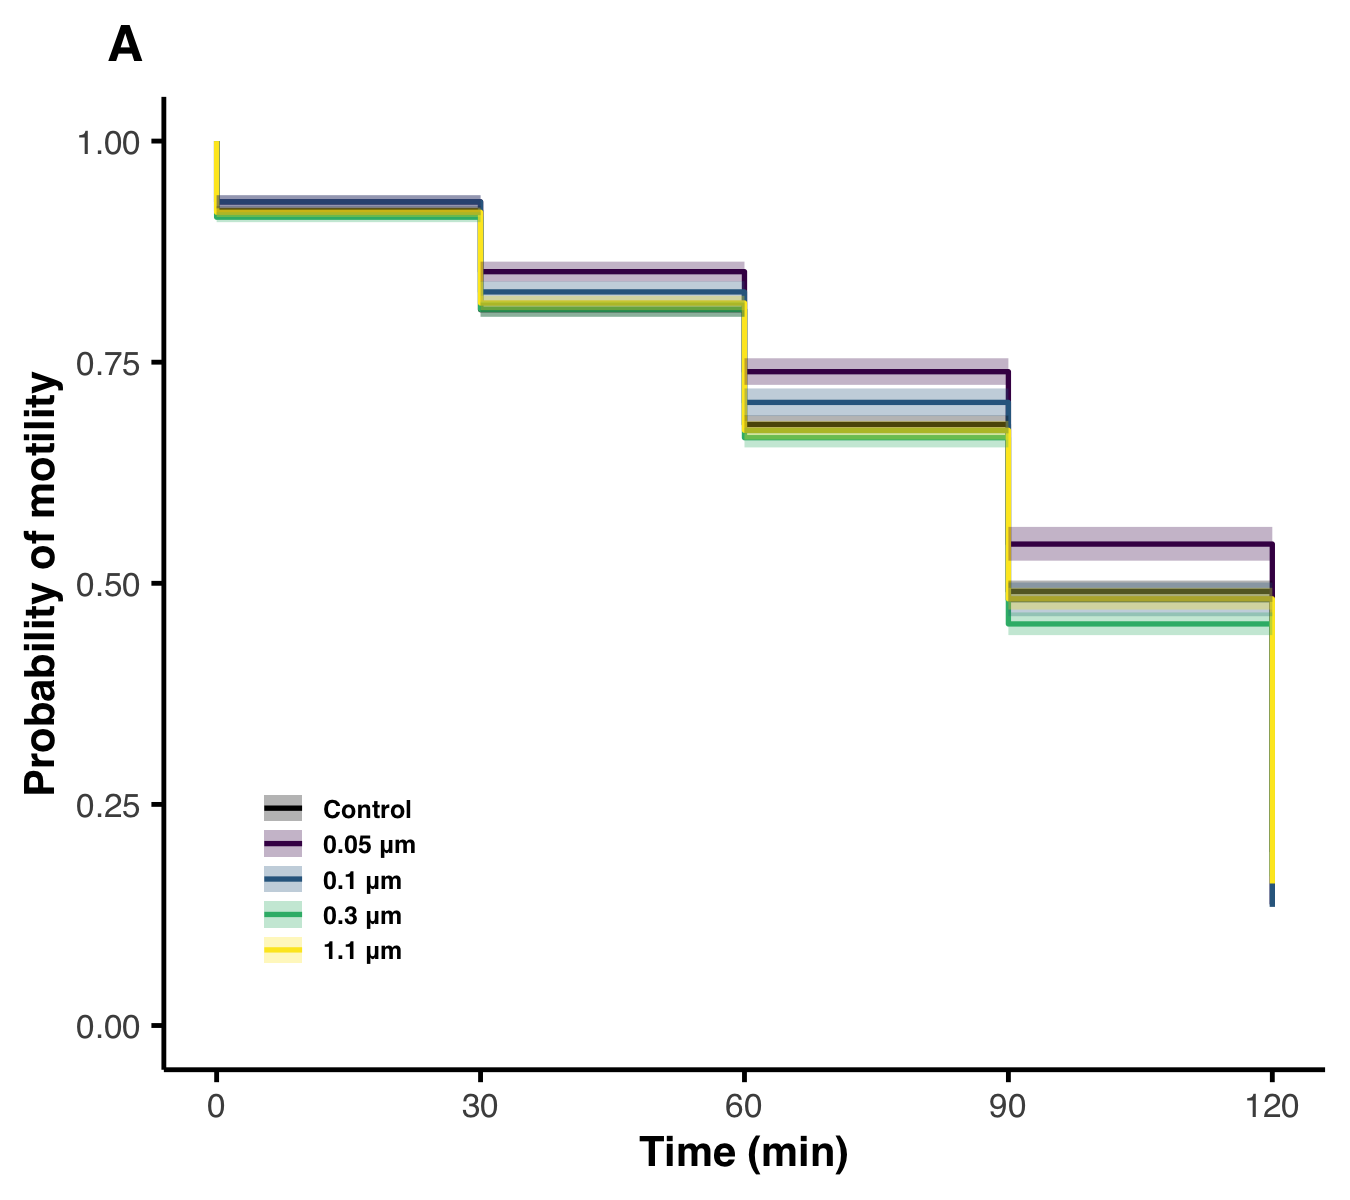 A
Probability of motility
1.00
0.75
0.50
0.25
0.00
Control
0.05 µm
0.1 µm
0.3 µm
1.1 µm
0 30 60 90 120
Time (min)